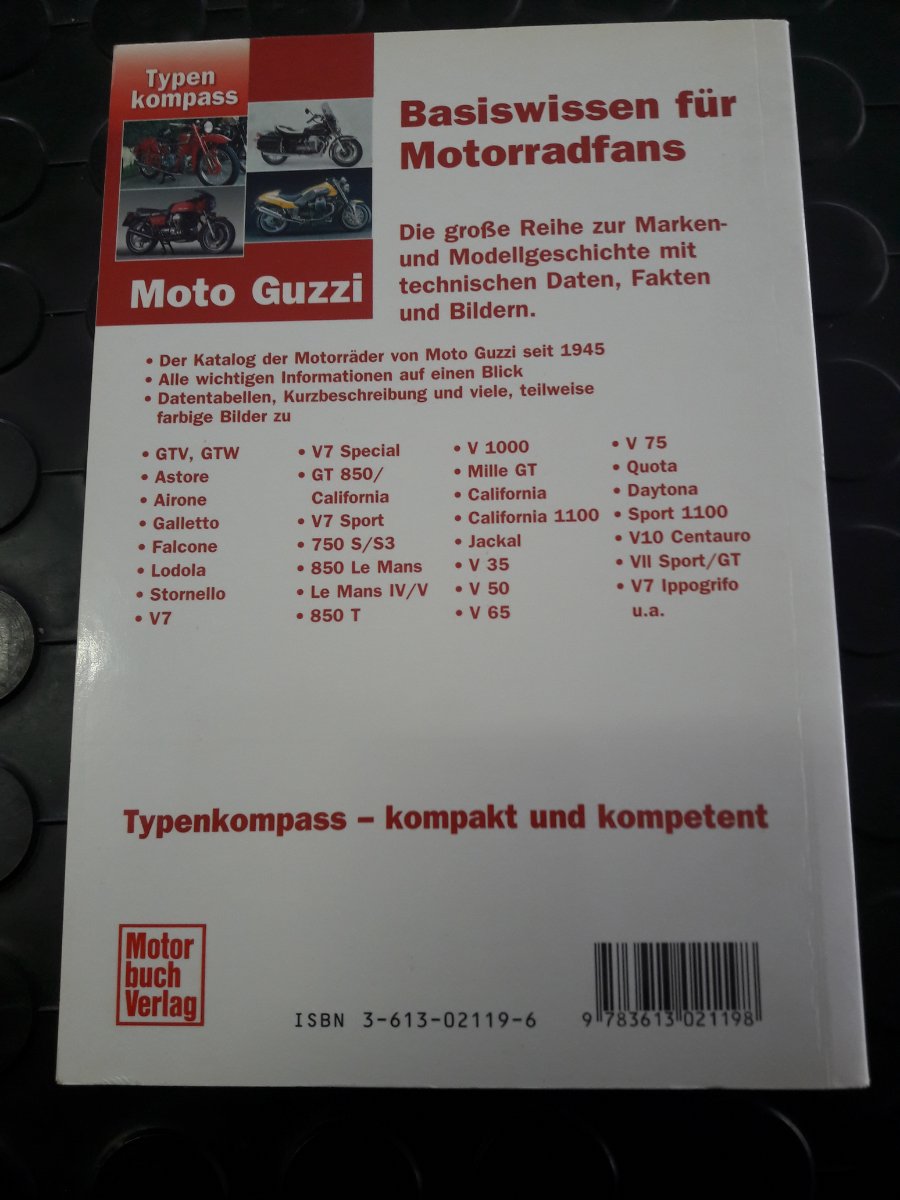 Typen
kompass
Moto Guzzi
Basiswissen für
Motorradfans
Die große Reihe zur Marken-
und Modellgeschichte mit
technischen Daten, Fakten
und Bildern.
• Der Katalog der Motorräder von Moto Guzzi seit 1945
• Alle wichtigen Informationen auf einen Blick
• Datentabellen, Kurzbeschreibung und viele, teilweise
farbige Bilder zu
• GTV, GTW
• Astore
• Airone
• Galletto
• Falcone
• Lodola
• Stornello
• V7
• V7 Special
• GT 850/
California
• V7 Sport
• 750 S/S3
• 850 Le Mans
• Le Mans IV/V
• 850 T
• V 1000
• Mille GT
• California
• California 1100
• Jackal
• V 35
• V 50
• V 65
• V 75
• Quota
• Daytona
• Sport 1100
• V10 Centauro
• VII Sport/GT
• V7 Ippogrifo
u.a.
Typenkompass – kompakt und kompetent
Motor
buch
Verlag
ISBN 3-613-02119-6
9 783613 021198